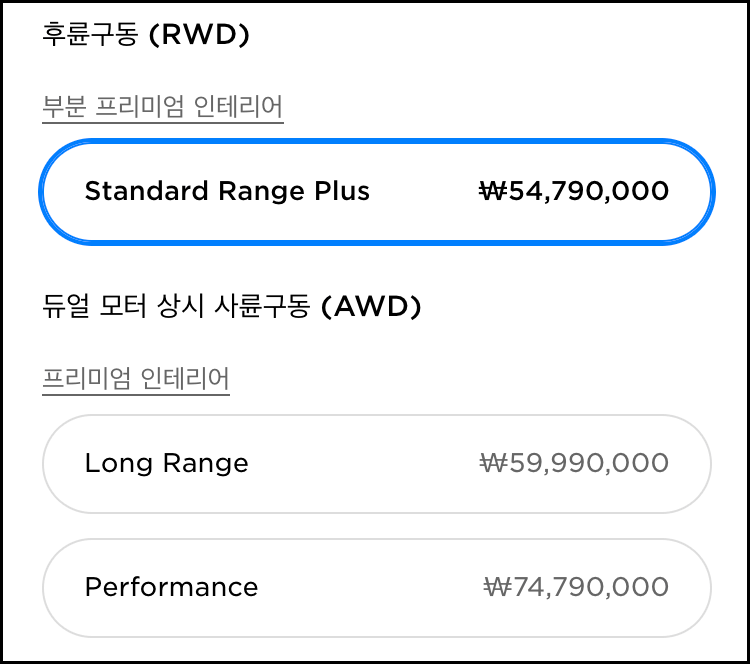 후륜구동 (RWD)
부분 프리미엄 인테리어
Standard Range Plus ₩54,790,000
듀얼 모터 상시 사륜구동 (AWD)
프리미엄 인테리어
Long Range ₩59,990,000
Performance ₩74,790,000